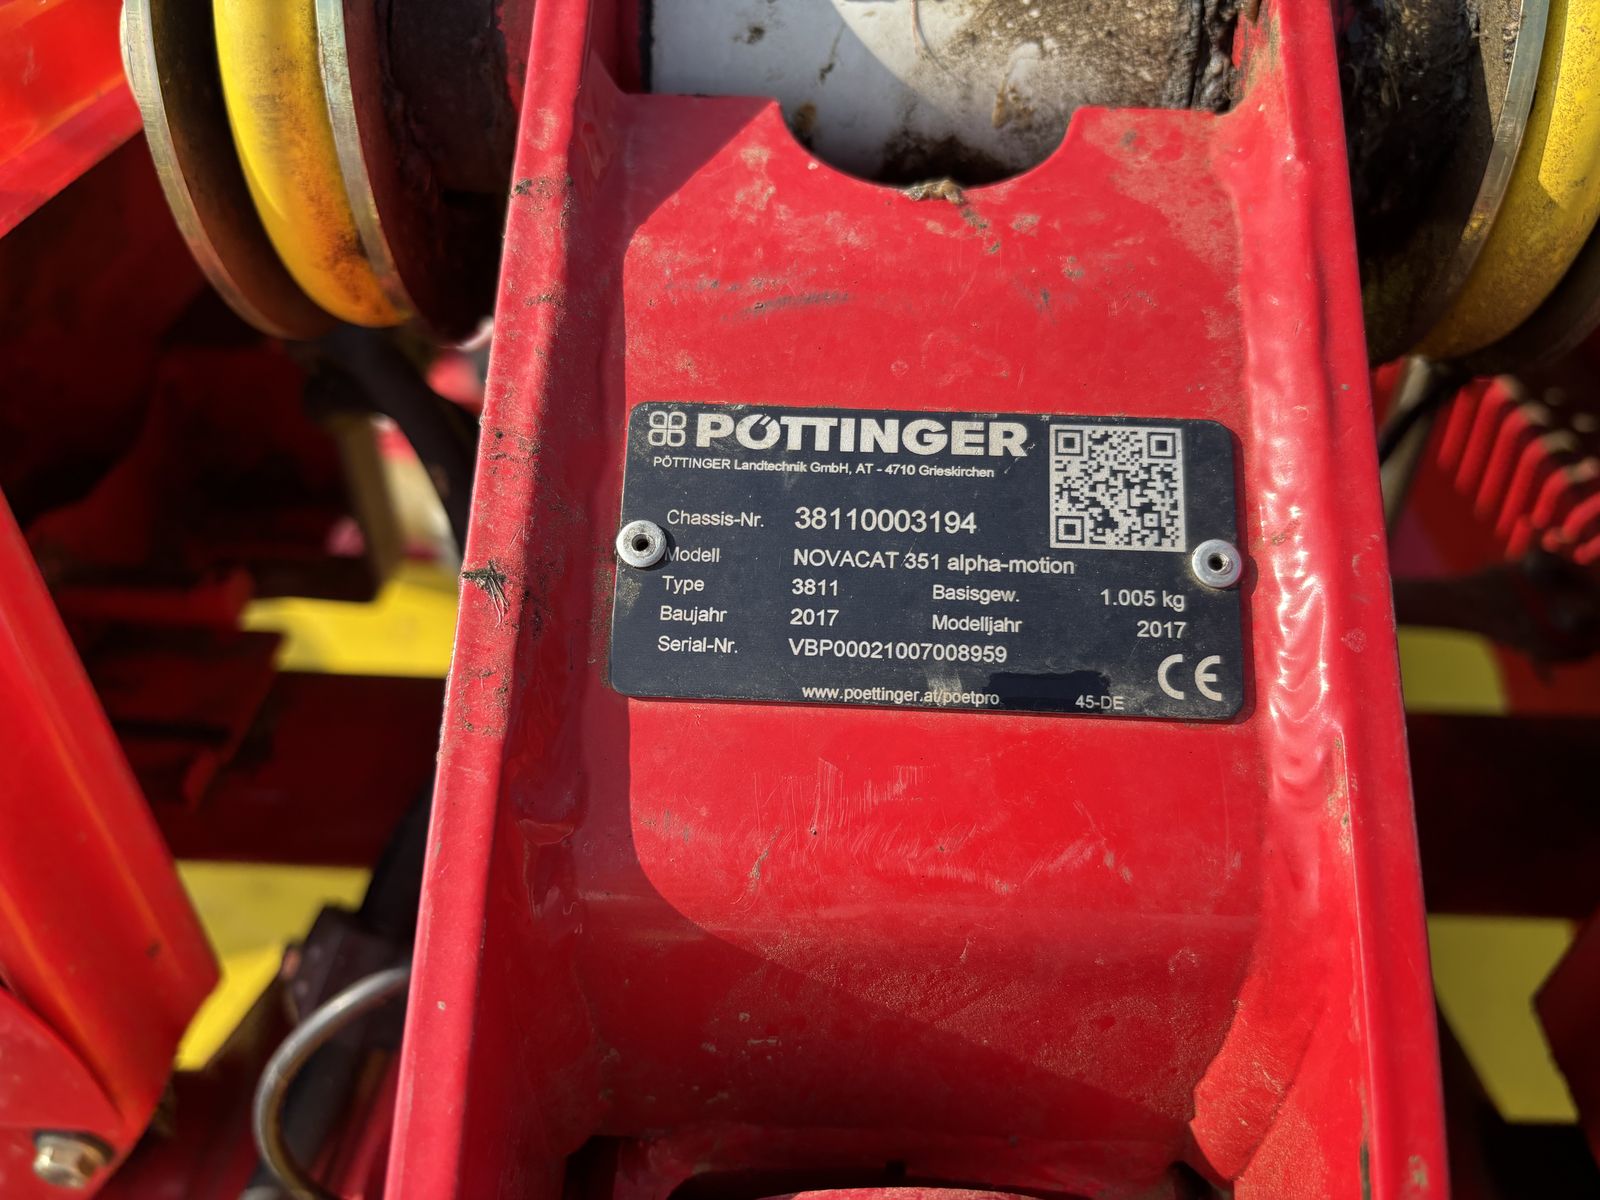 PÖTTINGER
PÖTTINGER Landtechnik GmbH, AT - 4710 Grieskirchen
Chassis-Nr. 38110003194
Modell NOVACAT 351 alpha-motion
Type 3811 Basisgew. 1.005 kg
Baujahr 2017 Modelljahr 2017
Serial-Nr. VBP00021007008959
www.poettinger.at/poetpro 45-DE CE